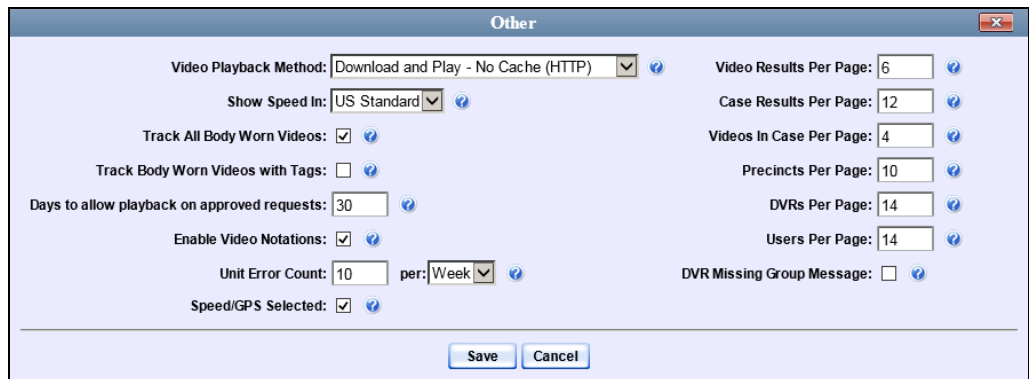 Other
Video Playback Method: Download and Play - No Cache (HTTP)
Show Speed In: US Standard
Track All Body Worn Videos:
Track Body Worn Videos with Tags:
Days to allow playback on approved requests: 30
Enable Video Notations:
Unit Error Count: 10 per: Week
Speed/GPS Selected:
Video Results Per Page: 6
Case Results Per Page: 12
Videos In Case Per Page: 4
Precincts Per Page: 10
DVRs Per Page: 14
Users Per Page: 14
DVR Missing Group Message:
Save Cancel